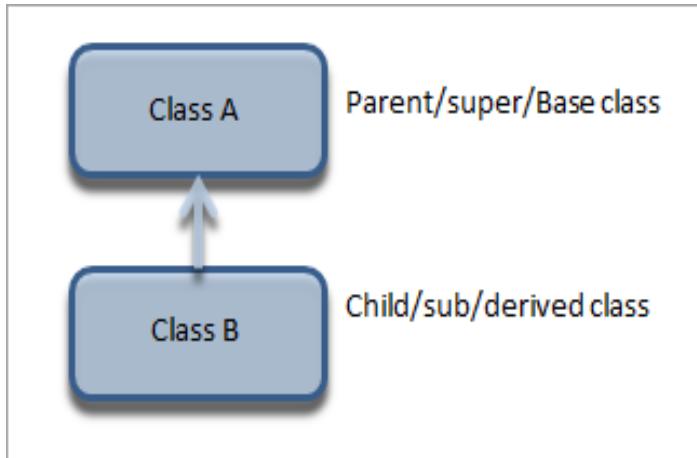 Class A
Parent/super/Base class
Class B
Child/sub/derived class